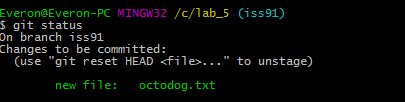 Everon@Everon-PC MINGW32 /c/lab_5 (iss91)
$ git status
On branch iss91
Changes to be committed:
  (use "git reset HEAD <file>..." to unstage)
        new file:   octodog.txt